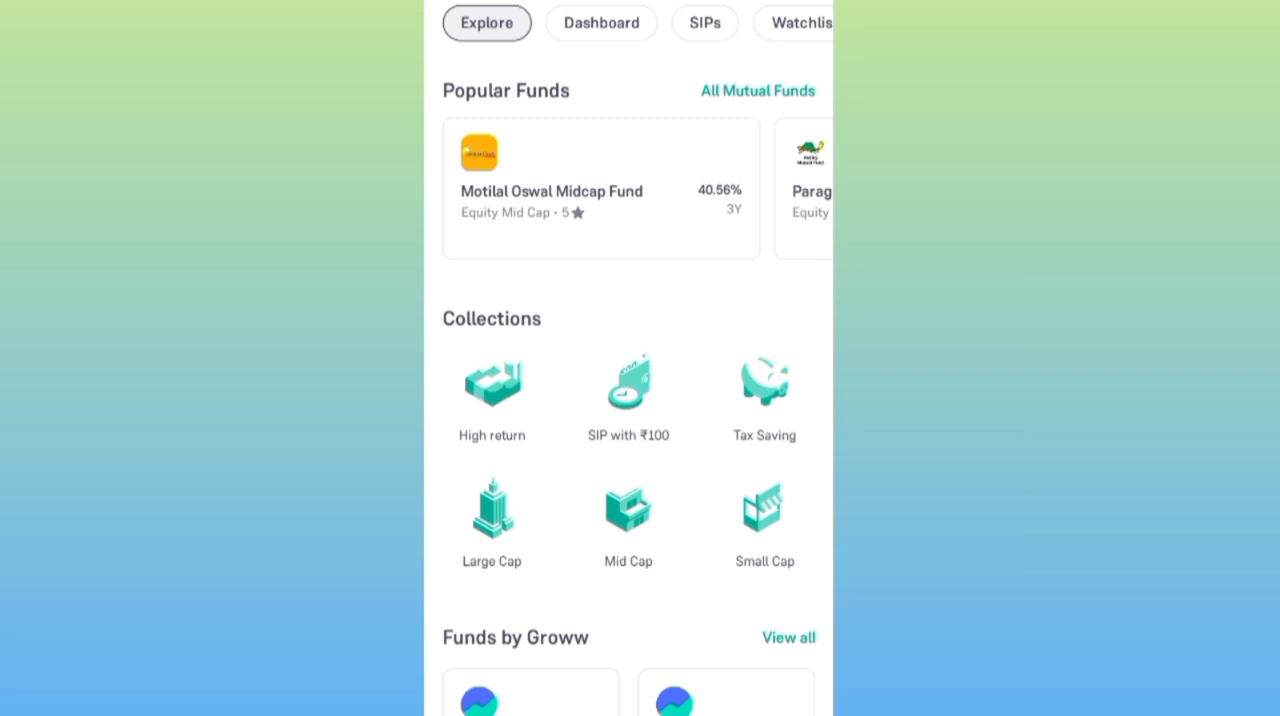 Explore Dashboard SIPs Watchlis
Popular Funds All Mutual Funds
Motilal Oswal Midcap Fund 40.56% Parag
Equity Mid Cap • 5★ 3Y Equity
Collections
High return SIP with ₹100 Tax Saving
Large Cap Mid Cap Small Cap
Funds by Groww View all